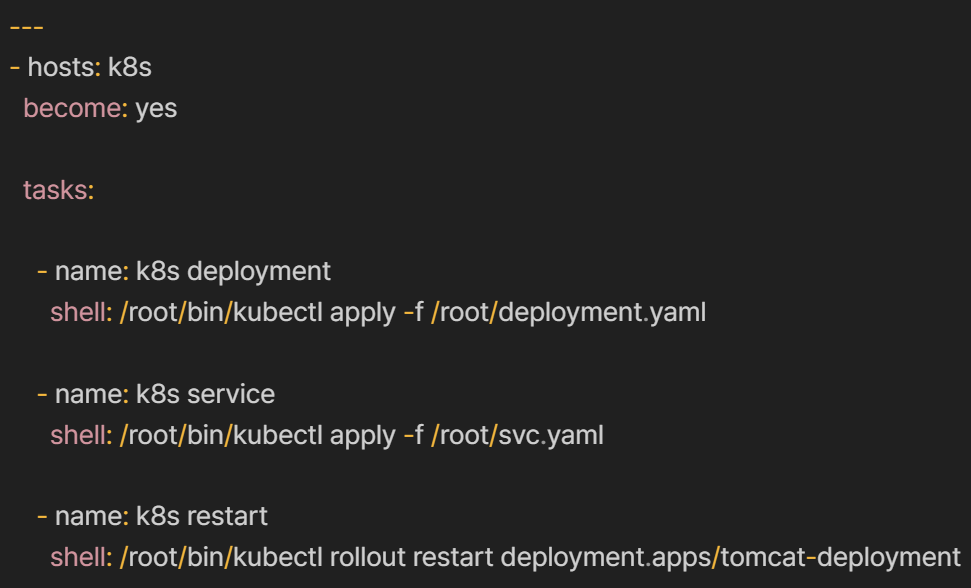 ---
- hosts: k8s
become: yes
tasks:
- name: k8s deployment
shell: /root/bin/kubectl apply -f /root/deployment.yaml
- name: k8s service
shell: /root/bin/kubectl apply -f /root/svc.yaml
- name: k8s restart
shell: /root/bin/kubectl rollout restart deployment.apps/tomcat-deployment